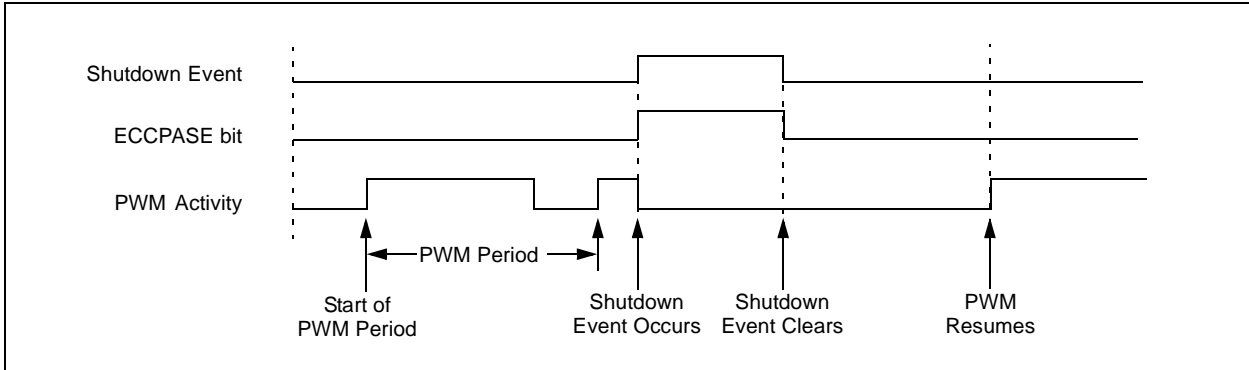 Shutdown Event
ECCPASE bit
PWM Activity
PWM Period
Start of
PWM Period
Shutdown
Event Occurs
Shutdown
Event Clears
PWM
Resumes